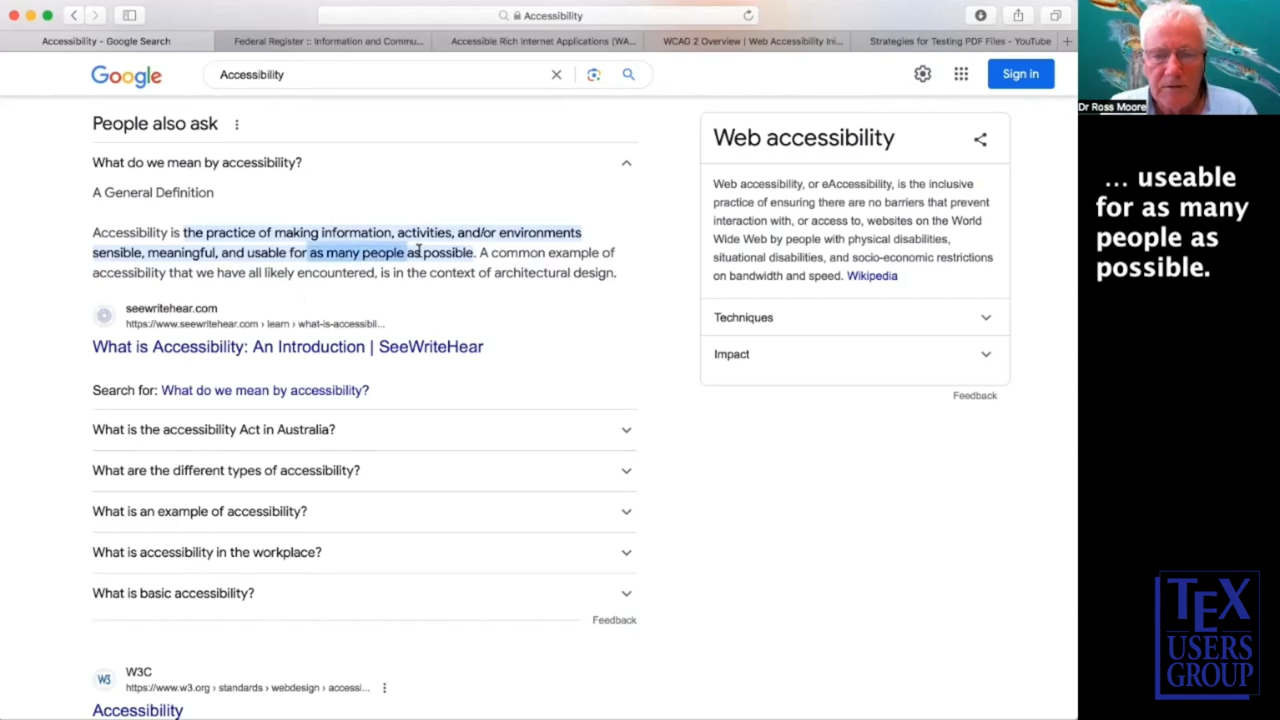 Accessibility
Accessibility - Google Search
Federal Register :: Information and Commu...
Accessible Rich Internet Applications (WA...
WCAG 2 Overview | Web Accessibility Ini...
Strategies for Testing PDF Files - YouTube
Google
Accessibility
Sign in
Dr Ross Moore
People also ask
What do we mean by accessibility?
A General Definition
Accessibility is the practice of making information, activities, and/or environments
sensible, meaningful, and usable for as many people as possible. A common example of
accessibility that we have all likely encountered, is in the context of architectural design.
seewritehear.com
https://www.seewritehear.com › learn › what-is-accessibil...
What is Accessibility: An Introduction | SeeWriteHear
Search for: What do we mean by accessibility?
What is the accessibility Act in Australia?
What are the different types of accessibility?
What is an example of accessibility?
What is accessibility in the workplace?
What is basic accessibility?
Feedback
W3
W3C
https://www.w3.org › standards › webdesign › accessi...
Accessibility
Web accessibility
Web accessibility, or eAccessibility, is the inclusive
practice of ensuring there are no barriers that prevent
interaction with, or access to, websites on the World
Wide Web by people with physical disabilities,
situational disabilities, and socio-economic restrictions
on bandwidth and speed. Wikipedia
Techniques
Impact
Feedback
... useable
for as many
people as
possible.
TEX
USERS
GROUP